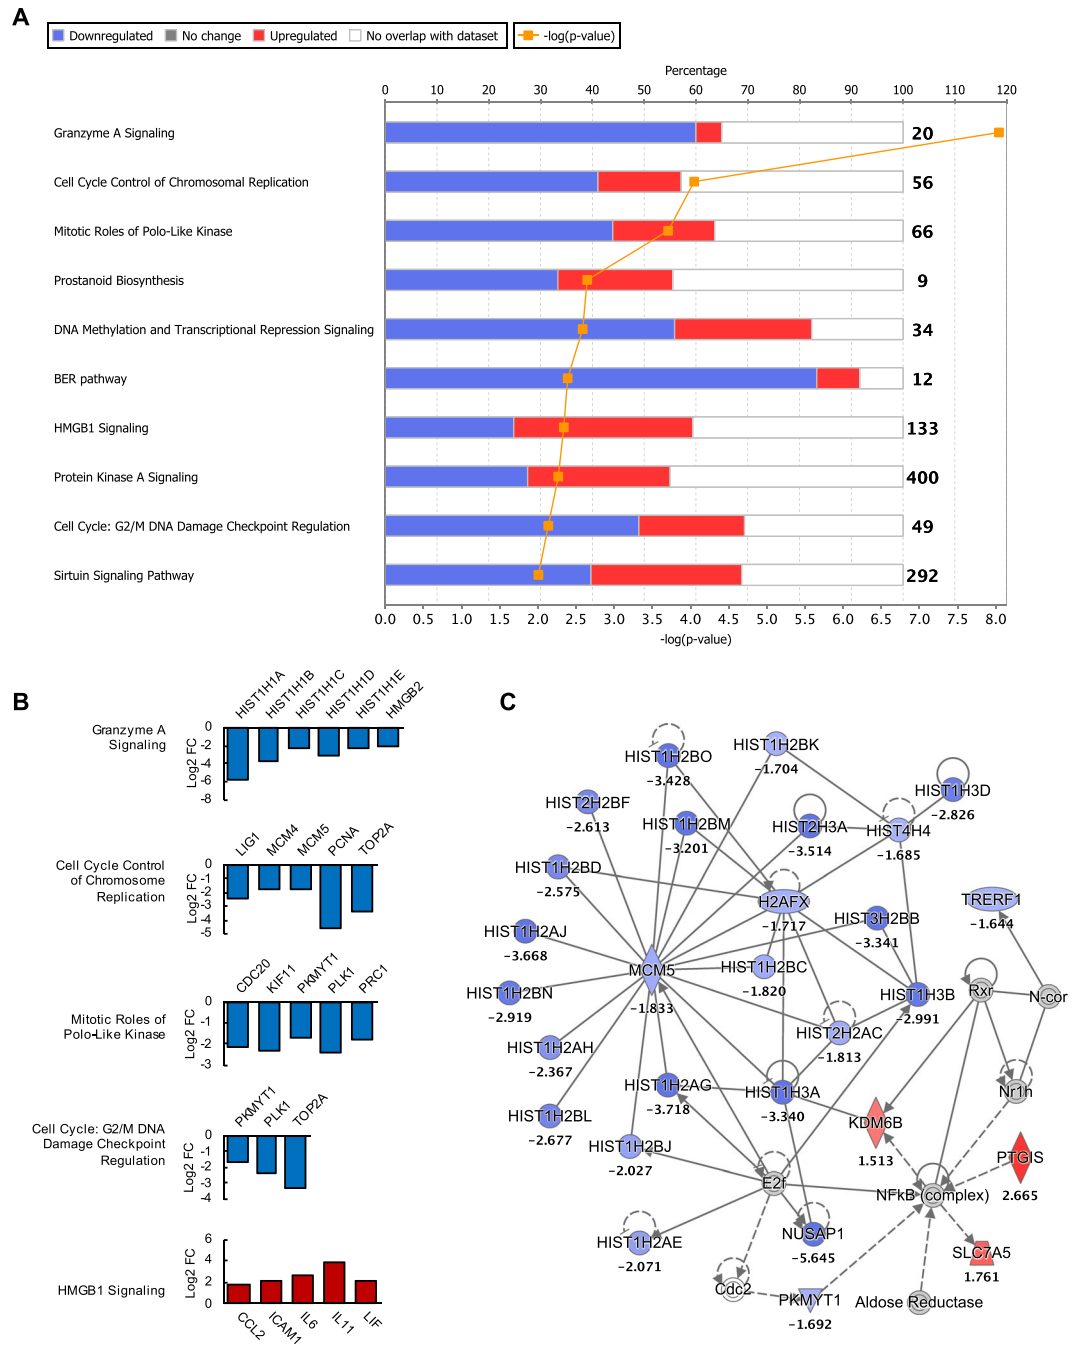 A
Downregulated No change Upregulated No overlap with dataset -log(p-value)
Percentage
0 10 20 30 40 50 60 70 80 90 100 110 120
Granzyme A Signaling 20
Cell Cycle Control of Chromosomal Replication 56
Mitotic Roles of Polo-Like Kinase 66
Prostanoid Biosynthesis 9
DNA Methylation and Transcriptional Repression Signaling 34
BER pathway 12
HMGB1 Signaling 133
Protein Kinase A Signaling 400
Cell Cycle: G2/M DNA Damage Checkpoint Regulation 49
Sirtuin Signaling Pathway 292
0.0 0.5 1.0 1.5 2.0 2.5 3.0 3.5 4.0 4.5 5.0 5.5 6.0 6.5 7.0 7.5 8.0
-log(p-value)
B
HIST1H1A HIST1H1B HIST1H1C HIST1H1D HIST1H1E HMGB2
Granzyme A
Signaling
Log2 FC
0
-2
-4
-6
-8
LIG1 MCM4 MCM5 PCNA TOP2A
Cell Cycle Control
of Chromosome
Replication
Log2 FC
0
-1
-2
-3
-4
-5
CDC20 KIF11 PKMYT1 PLK1 PRC1
Mitotic Roles of
Polo-Like Kinase
Log2 FC
0
-1
-2
-3
PKMYT1 PLK1 TOP2A
Cell Cycle: G2/M DNA
Damage Checkpoint
Regulation
Log2 FC
0
-1
-2
-3
-4
HMGB1 Signaling
Log2 FC
6
4
2
0
CCL2 ICAM1 IL6 IL11 LIF
C
HIST1H2BO
-3.428
HIST1H2BK
-1.704
HIST1H3D
-2.826
HIST2H2BF
-2.613
HIST1H2BM
-3.201
HIST2H3A
-3.514
HIST4H4
-1.685
HIST1H2BD
-2.575
H2AFX
-1.717
TRERF1
-1.644
HIST3H2BB
-3.341
HIST1H2AJ
-3.668
MCM5
-1.833
HIST1H2BC
-1.820
HIST1H2BN
-2.919
HIST1H3B
-2.991
Rxr
N-cor
HIST2H2AC
-1.813
HIST1H2AH
-2.367
HIST1H2AG
-3.718
HIST1H3A
-3.340
Nr1h
HIST1H2BL
-2.677
KDM6B
1.513
HIST1H2BJ
-2.027
PTGIS
2.665
E2f
NFkB (complex)
HIST1H2AE
-2.071
NUSAP1
-5.645
SLC7A5
1.761
Cdc2
PKMYT1
-1.692
Aldose Reductase